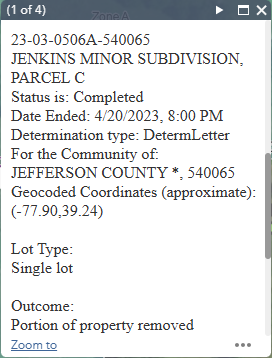 Zone A
(1 of 4)
23-03-0506A-540065
JENKINS MINOR SUBDIVISION,
PARCEL C
Status is: Completed
Date Ended: 4/20/2023, 8:00 PM
Determination type: DetermLetter
For the Community of:
JEFFERSON COUNTY *, 540065
Geocoded Coordinates (approximate):
(-77.90,39.24)
Lot Type:
Single lot
Outcome:
Portion of property removed
Zoom to